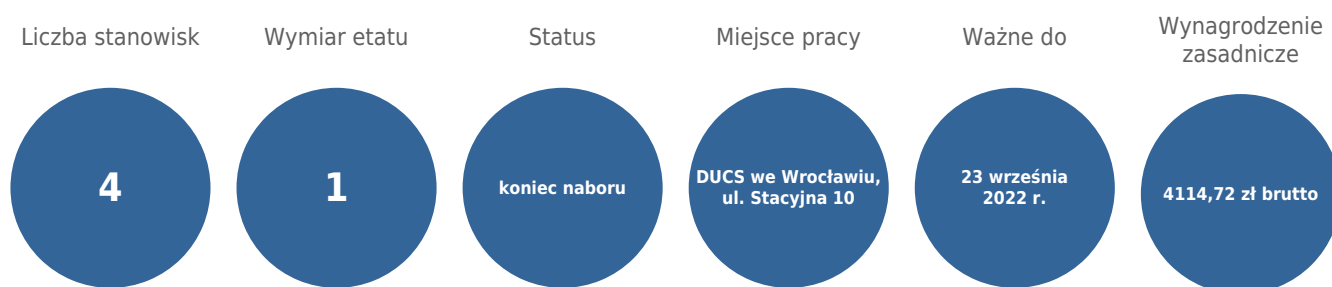 Liczba stanowisk
4
Wymiar etatu
1
Status
koniec naboru
Miejsce pracy
DUCS we Wrocławiu,
ul. Stacyjna 10
Ważne do
23 września
2022 r.
Wynagrodzenie
zasadnicze
4114,72 zł brutto